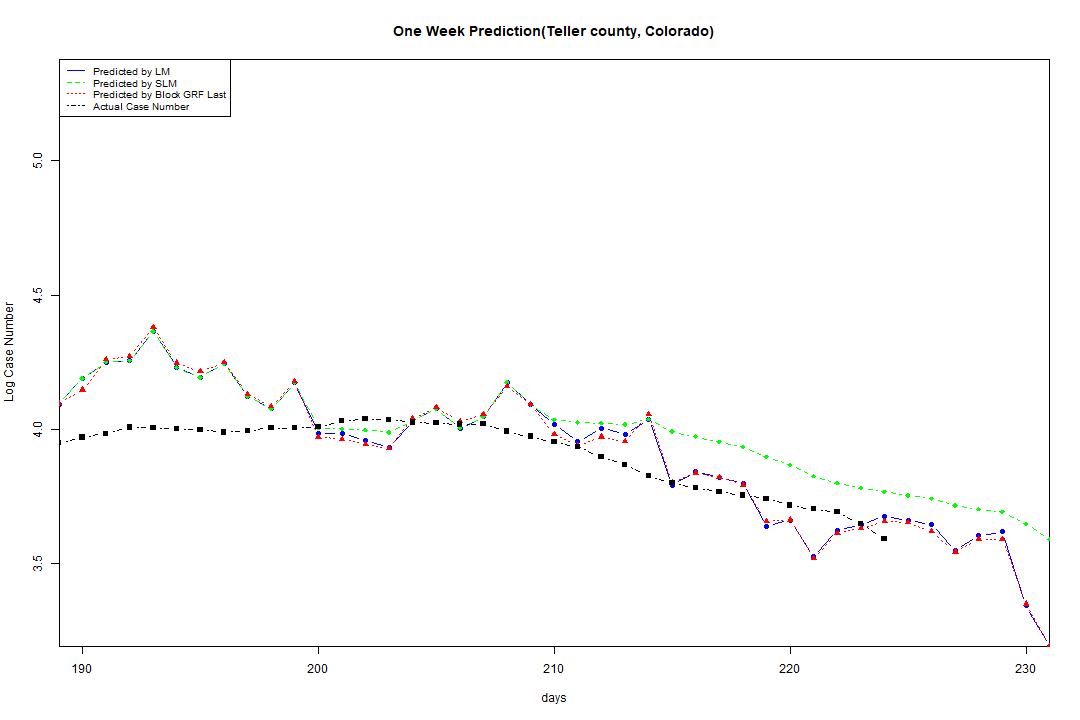 One Week Prediction(Teller county, Colorado)
Predicted by LM
Predicted by SLM
Predicted by Block GRF Last
Actual Case Number
Log Case Number
5.0
4.5
4.0
3.5
190 200 210 220 230
days